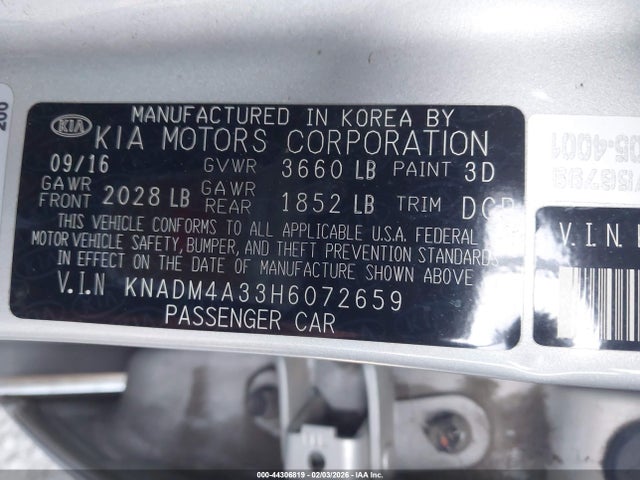 MANUFACTURED IN KOREA BY
KIA KIA MOTORS CORPORATION
09/16 GVWR 3660 LB PAINT 3D
GAWR FRONT 2028 LB GAWR REAR 1852 LB TRIM
THIS VEHICLE CONFORMS TO ALL APPLICABLE U.S.A. FEDERAL
MOTOR VEHICLE SAFETY, BUMPER, AND THEFT PREVENTION STANDARDS
IN EFFECT ON THE DATE OF MANUFACTURE SHOWN ABOVE
V.I.N KNADM4A33H6072659
PASSENGER CAR
V.I.N.
000-44306819 - 02/03/2026 - IAA Inc.